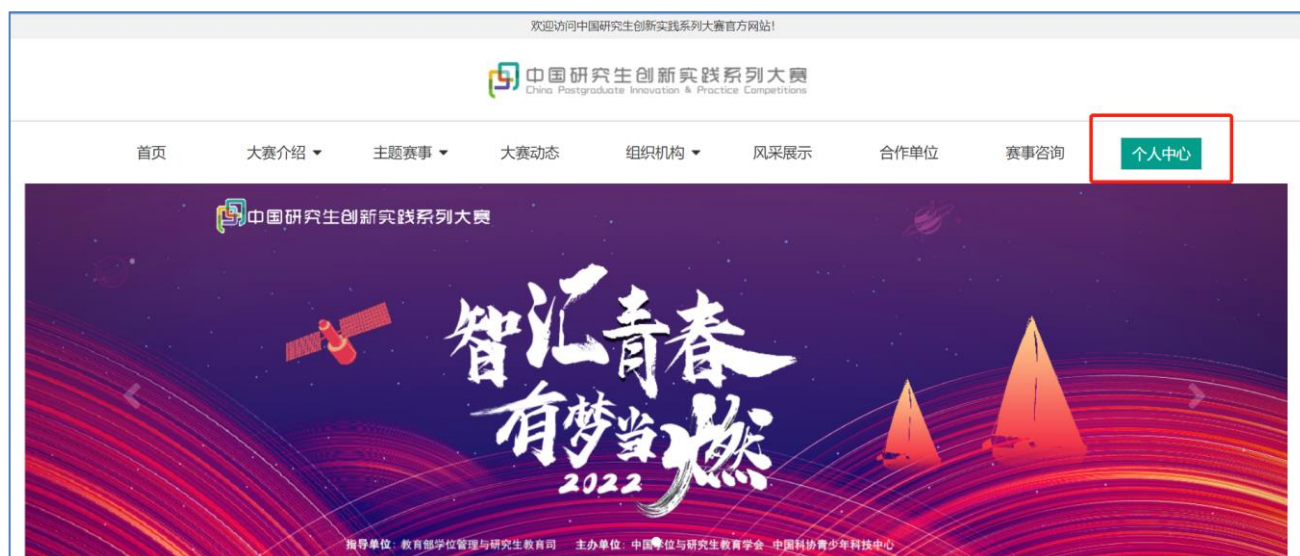 欢迎访问中国研究生创新实践系列大赛官方网站!
中国研究生创新实践系列大赛
China Postgraduate Innovation & Practice Competitions
首页 大赛介绍 主题赛事 大赛动态 组织机构 风采展示 合作单位 赛事咨询 个人中心
中国研究生创新实践系列大赛
智汇青春
有梦当燃
2022
指导单位:教育部学位管理与研究生教育司 主办单位:中国学位与研究生教育学会 中国科协青少年科技中心